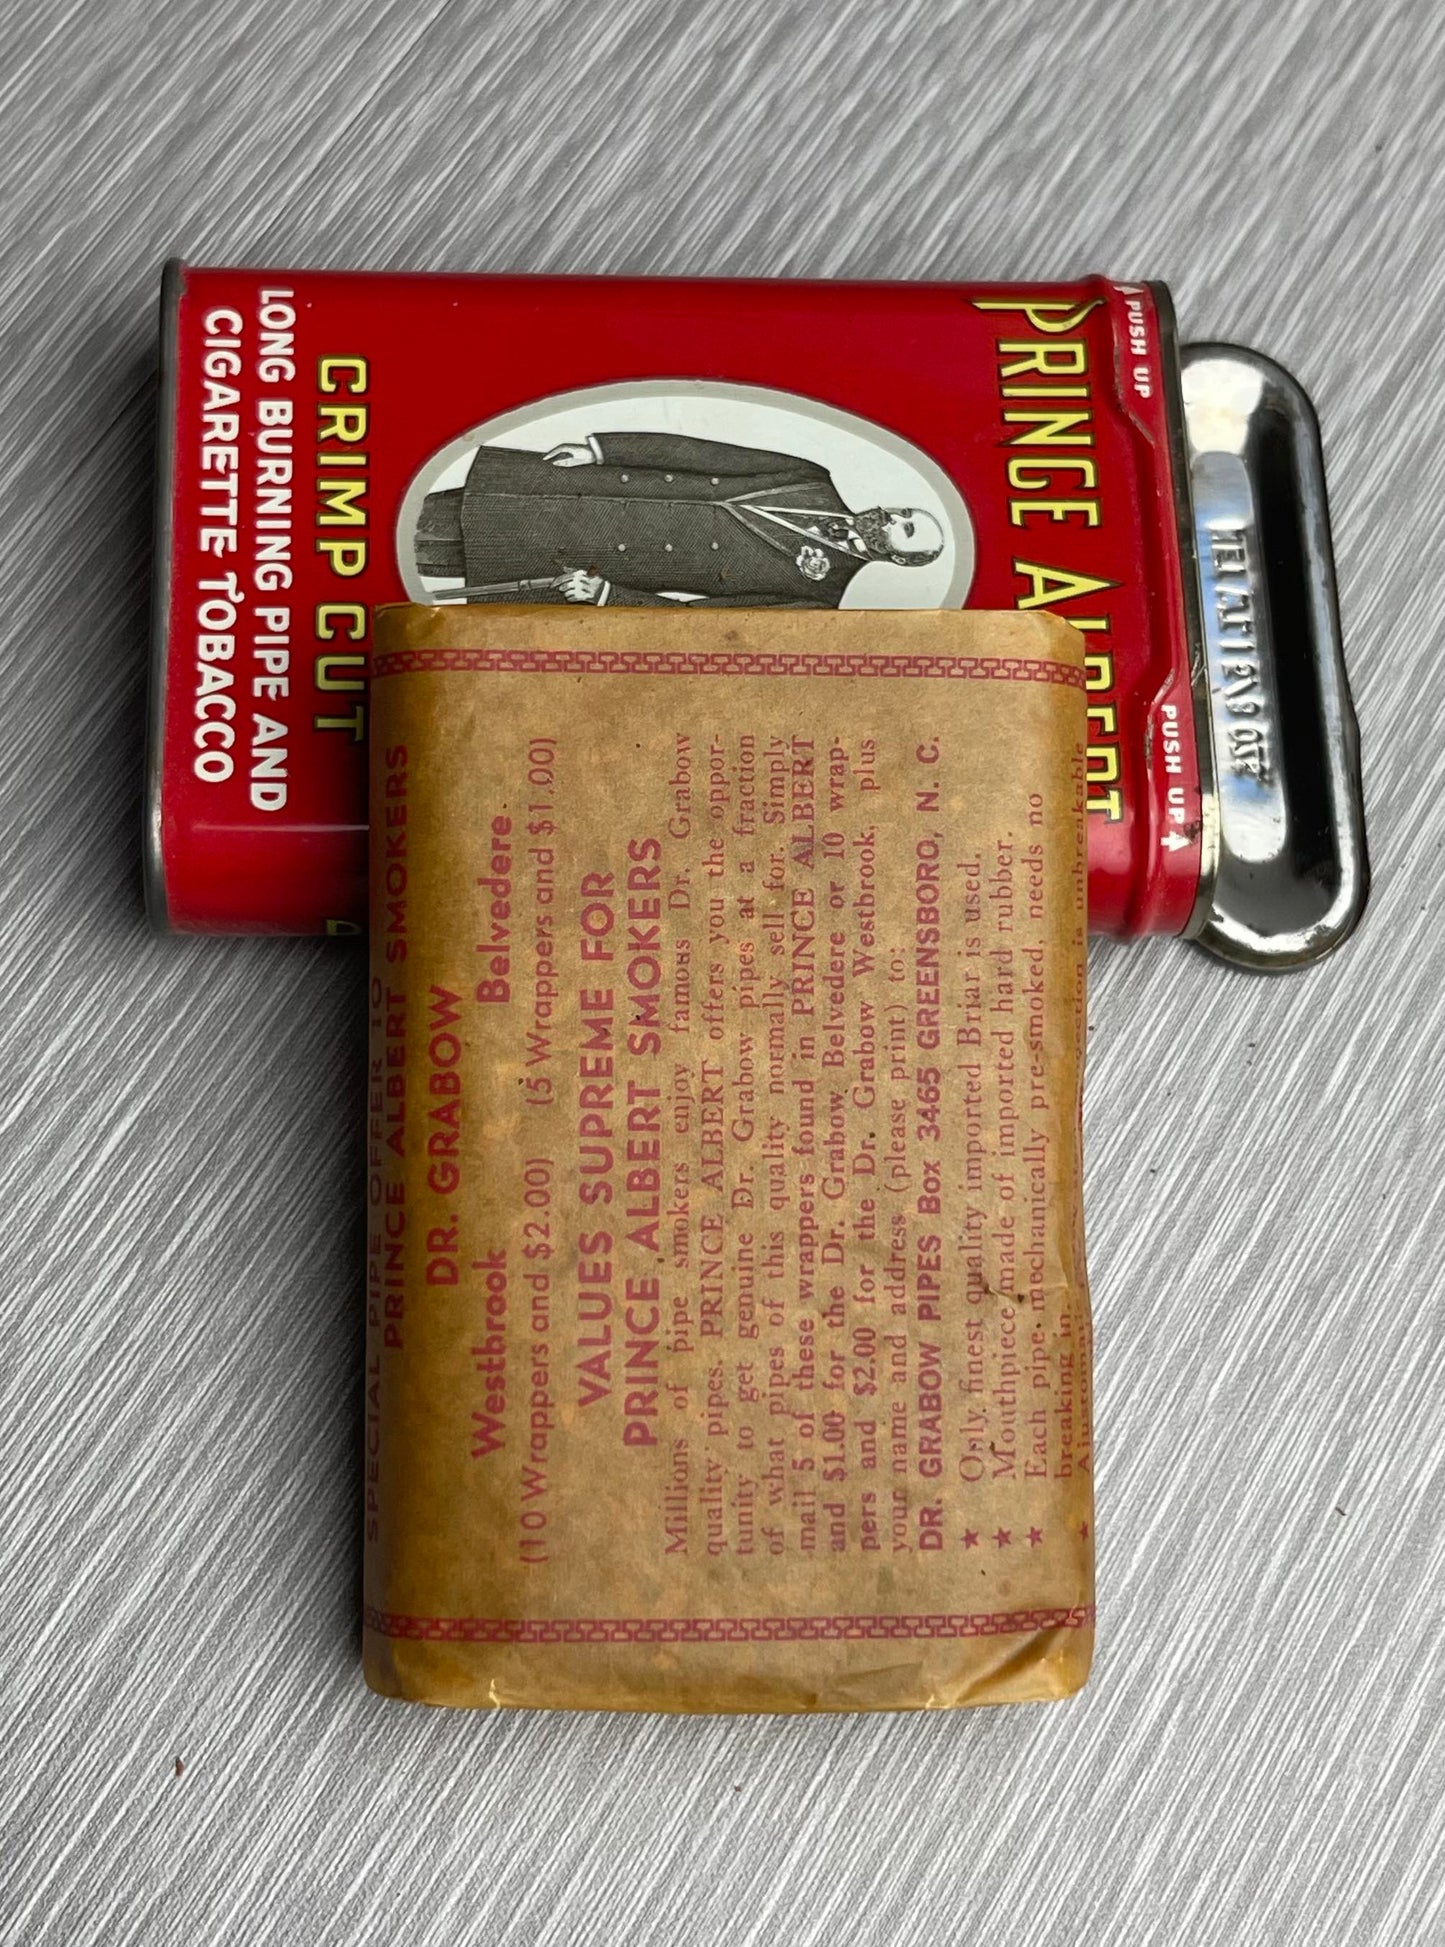 PRINCE ALBERT
CRIMP CUT
LONG BURNING PIPE AND
CIGARETTE TOBACCO
PUSH UP
PUSH UP
SPECIAL PIPE OFFER TO
PRINCE ALBERT SMOKERS
DR. GRABOW
Westbrook Belvedere
(10 Wrappers and $2.00) (5 Wrappers and $1.00)
VALUES SUPREME FOR
PRINCE ALBERT SMOKERS
Millions of pipe smokers enjoy famous Dr. Grabow
quality pipes. PRINCE ALBERT offers you the oppor-
tunity to get genuine Dr. Grabow pipes at a fraction
of what pipes of this quality normally sell for. Simply
mail 5 of these wrappers found in PRINCE ALBERT
and $1.00 for the Dr. Grabow Belvedere or 10 wrap-
pers and $2.00 for the Dr. Grabow Westbrook, plus
your name and address (please print) to:
DR. GRABOW PIPES Box 3465 GREENSBORO, N. C.
★ Only finest quality imported Briar is used.
★ Mouthpiece made of imported hard rubber.
★ Each pipe mechanically pre-smoked, needs no
breaking in.
★ is unbreakable